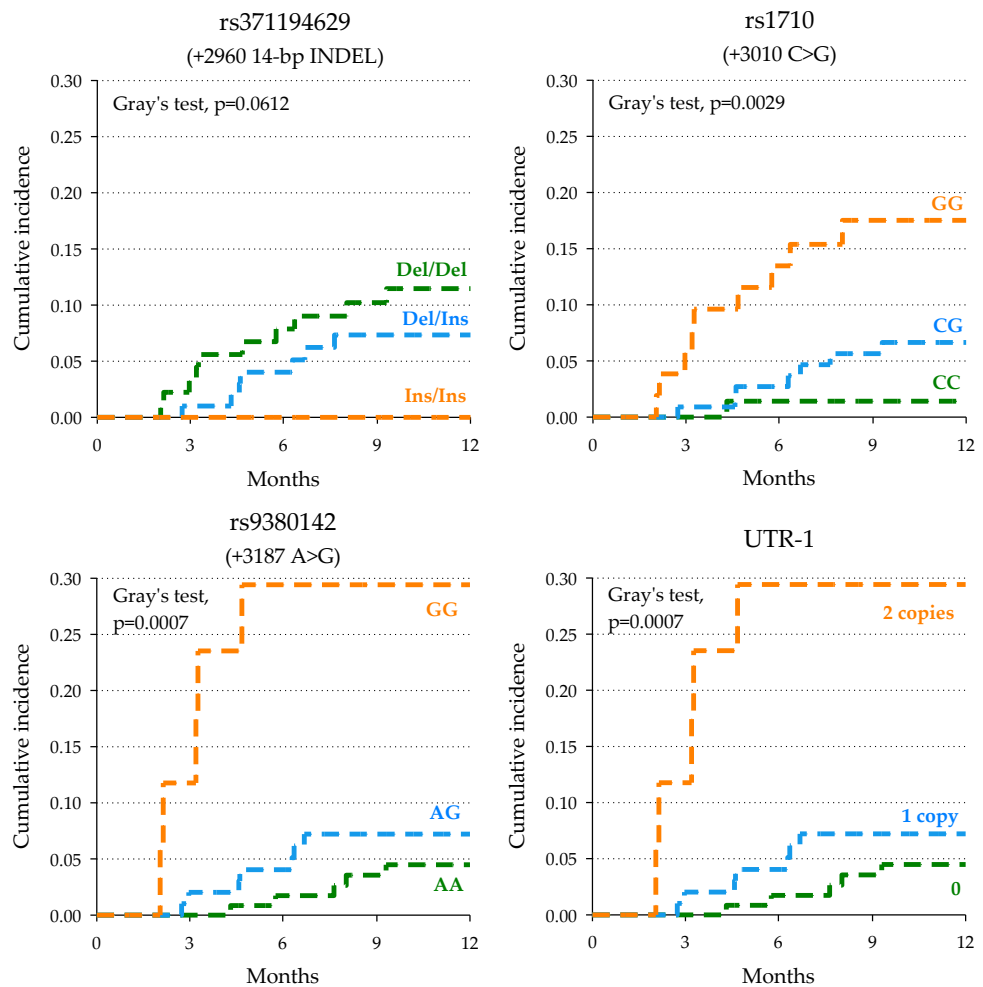 rs371194629
(+2960 14-bp INDEL)
0.30
0.25
0.20
0.15
0.10
0.05
0.00
Cumulative incidence
Gray's test, p=0.0612
Del/Del
Del/Ins
Ins/Ins
0
3
6
9
12
Months
rs1710
(+3010 C>G)
0.30
0.25
0.20
0.15
0.10
0.05
0.00
Cumulative incidence
Gray's test, p=0.0029
GG
CG
CC
0
3
6
9
12
Months
rs9380142
(+3187 A>G)
0.30
0.25
0.20
0.15
0.10
0.05
0.00
Cumulative incidence
Gray's test,
p=0.0007
GG
AG
AA
0
3
6
9
12
Months
UTR-1
0.30
0.25
0.20
0.15
0.10
0.05
0.00
Cumulative incidence
Gray's test,
p=0.0007
2 copies
1 copy
0
0
3
6
9
12
Months